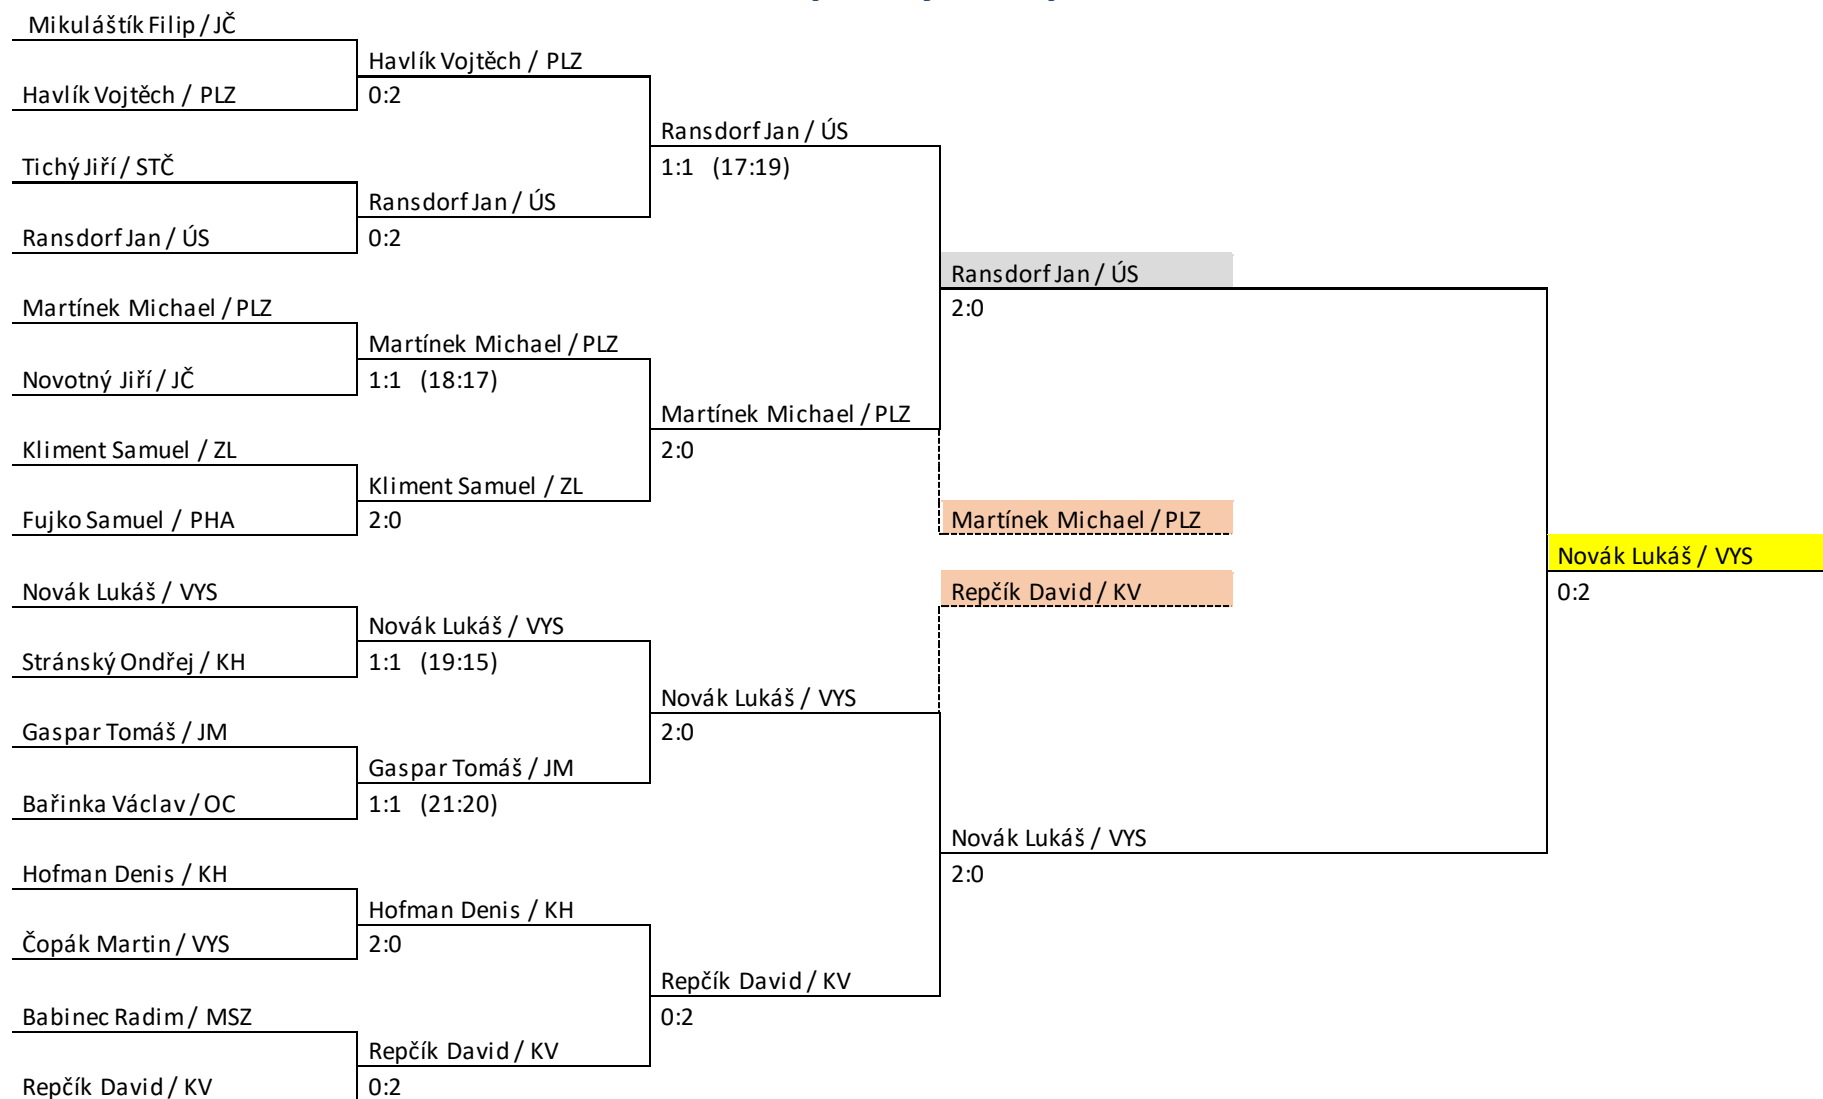 Mikuláštík Filip / JČ
Havlík Vojtěch / PLZ
Havlík Vojtěch / PLZ
0:2
Ransdorf Jan / ÚS
Tichý Jiří / STČ
1:1 (17:19)
Ransdorf Jan / ÚS
Ransdorf Jan / ÚS
0:2
Ransdorf Jan / ÚS
Martínek Michael / PLZ
2:0
Martínek Michael / PLZ
Novotný Jiří / JČ
1:1 (18:17)
Martínek Michael / PLZ
Kliment Samuel / ZL
2:0
Kliment Samuel / ZL
Fujko Samuel / PHA
2:0
Martínek Michael / PLZ
Novák Lukáš / VYS
Novák Lukáš / VYS
Repčík David / KV
0:2
Novák Lukáš / VYS
Stránský Ondřej / KH
1:1 (19:15)
Novák Lukáš / VYS
Gaspar Tomáš / JM
2:0
Gaspar Tomáš / JM
Bařinka Václav / OC
1:1 (21:20)
Novák Lukáš / VYS
Hofman Denis / KH
2:0
Hofman Denis / KH
Čopák Martin / VYS
2:0
Repčík David / KV
Babinec Radim / MSZ
0:2
Repčík David / KV
Repčík David / KV
0:2